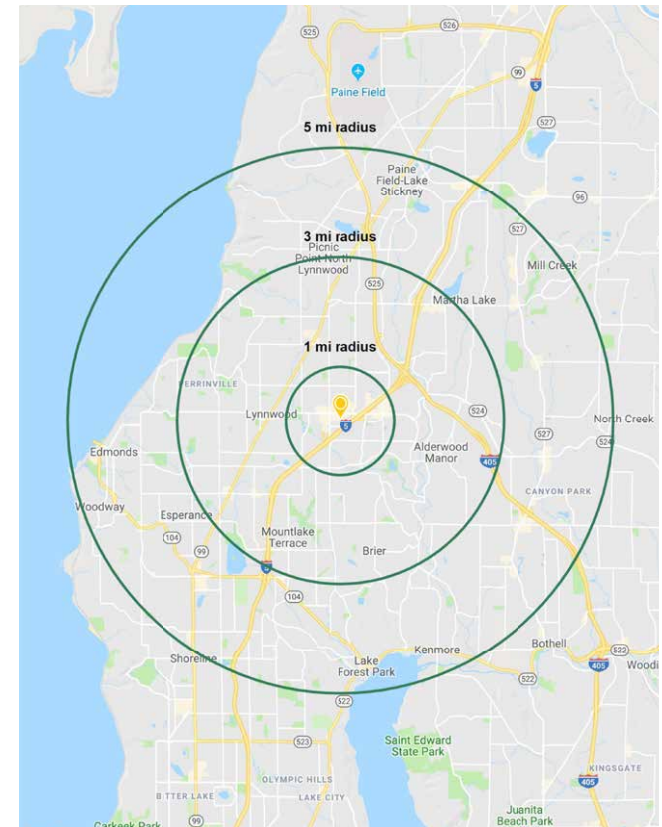 526
525
99
5
Paine Field
527
5 mi radius
Paine
Field-Lake
Stickney
96
527
3 mi radius
Picnic
Point-North
Lynnwood
Mill Creek
525
Martha Lake
1 mi radius
PERRINVILLE
Lynnwood
5
524
North Creek
527
524
Edmonds
Alderwood
Manor
405
CANYON PARK
Woodway
Esperance
104
Mountlake
Terrace
99
Brier
5
104
Shoreline
Lake
Forest Park
Kenmore
Bothell
522
405
Woodi
522
522
523
Saint Edward
State Park
OLYMPIC HILLS
KINGSGATE
405
B TTER LAKE
LAKE CITY
99
Carkeek Park
Juanita
Beach Park